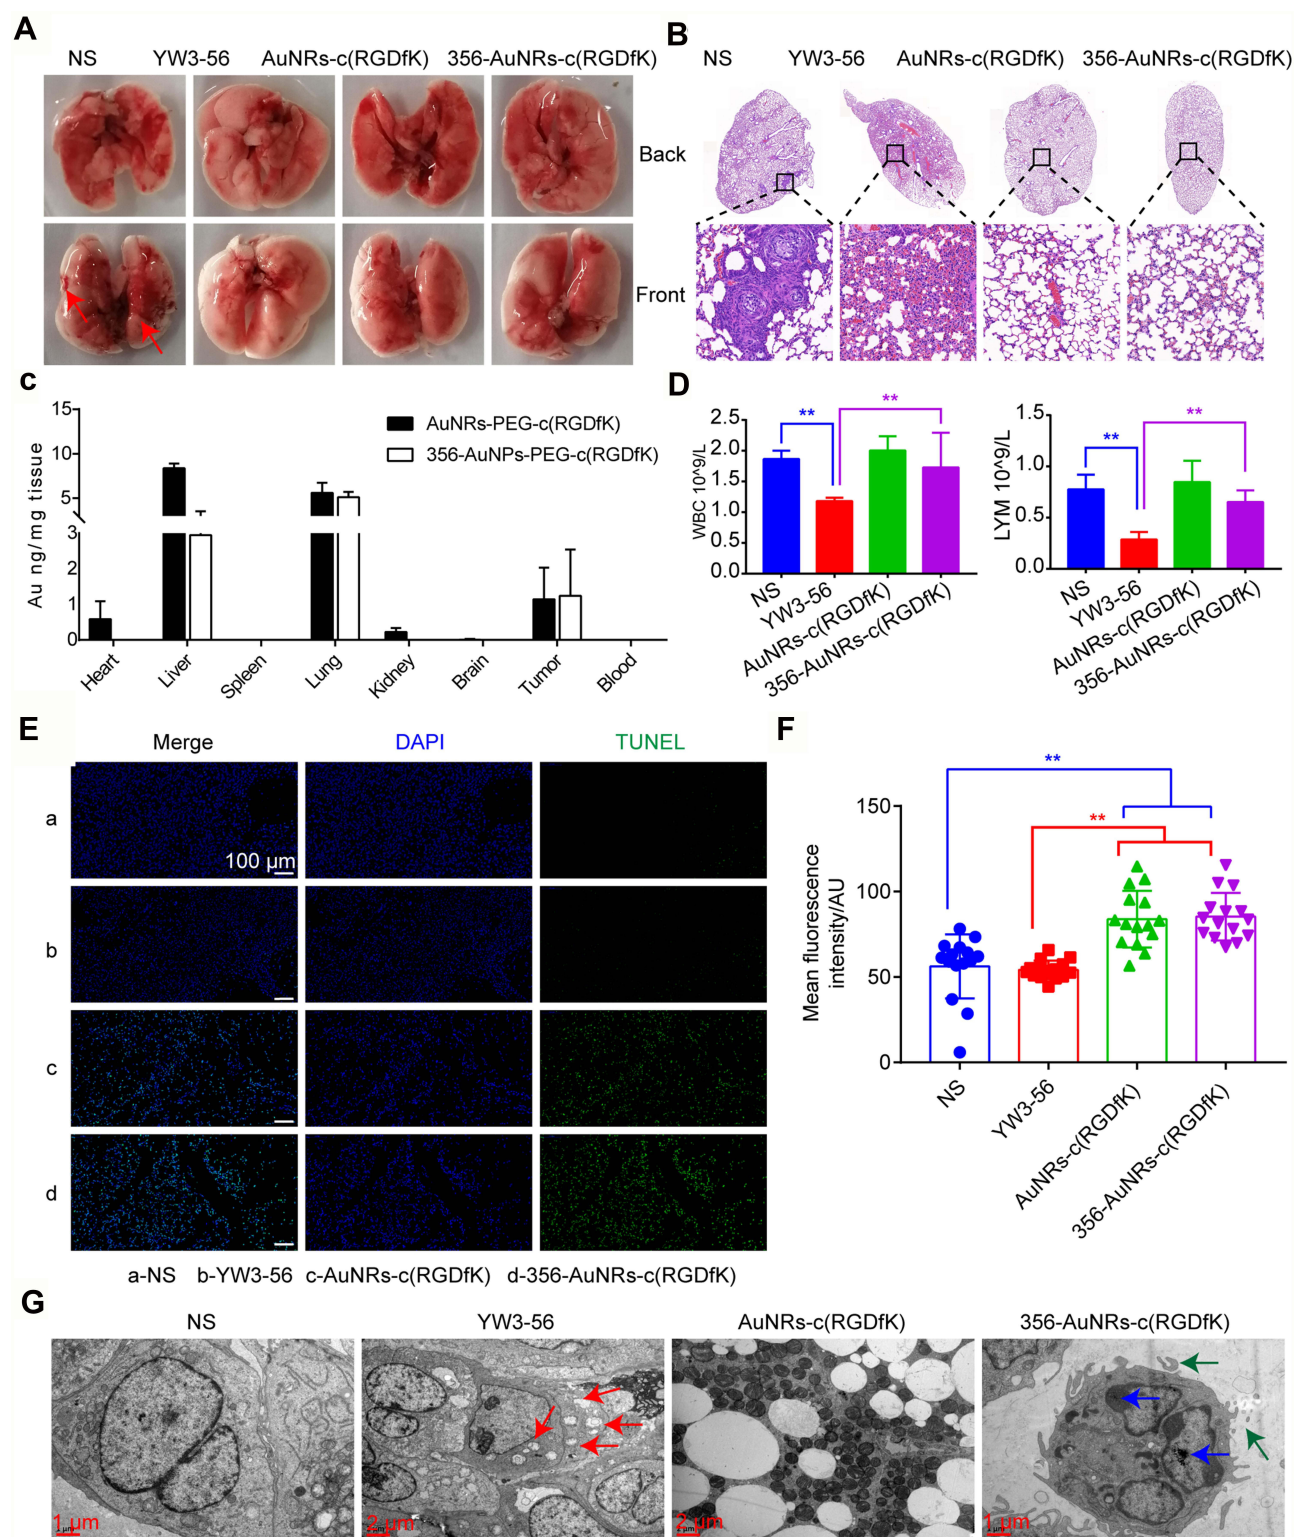 A
NS YW3-56 AuNRs-c(RGDfK) 356-AuNRs-c(RGDfK)
Back
Front
B
NS YW3-56 AuNRs-c(RGDfK) 356-AuNRs-c(RGDfK)
c
Au ng/mg tissue
15
10
5
3
2
1
0
AuNRs-PEG-c(RGDfK)
356-AuNPs-PEG-c(RGDfK)
Heart Liver Spleen Lung Kidney Brain Tumor Blood
D
WBC 10^9/L
2.5
2.0
1.5
1.0
0.5
0.0
** **
NS YW3-56 AuNRs-c(RGDfK) 356-AuNRs-c(RGDfK)
LYM 10^9/L
1.5
1.0
0.5
0.0
** **
NS YW3-56 AuNRs-c(RGDfK) 356-AuNRs-c(RGDfK)
E
Merge DAPI TUNEL
a
100 µm
b
c
d
a-NS b-YW3-56 c-AuNRs-c(RGDfK) d-356-AuNRs-c(RGDfK)
F
Mean fluorescence
intensity/AU
150
100
50
0
**
**
NS YW3-56 AuNRs-c(RGDfK) 356-AuNRs-c(RGDfK)
G
NS YW3-56 AuNRs-c(RGDfK) 356-AuNRs-c(RGDfK)
1 µm 2 µm 2 µm 1 µm